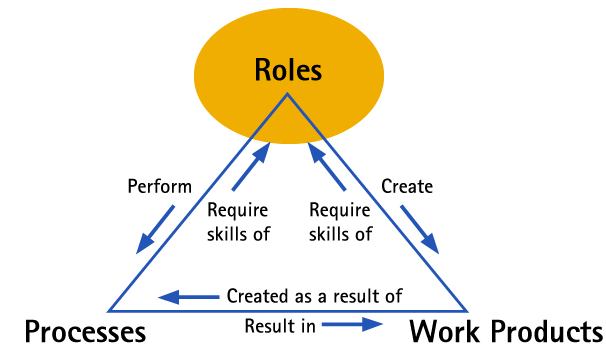 Roles
Perform
Create
Require
skills of
Require
skills of
Created as a result of
Result in
Processes
Work Products